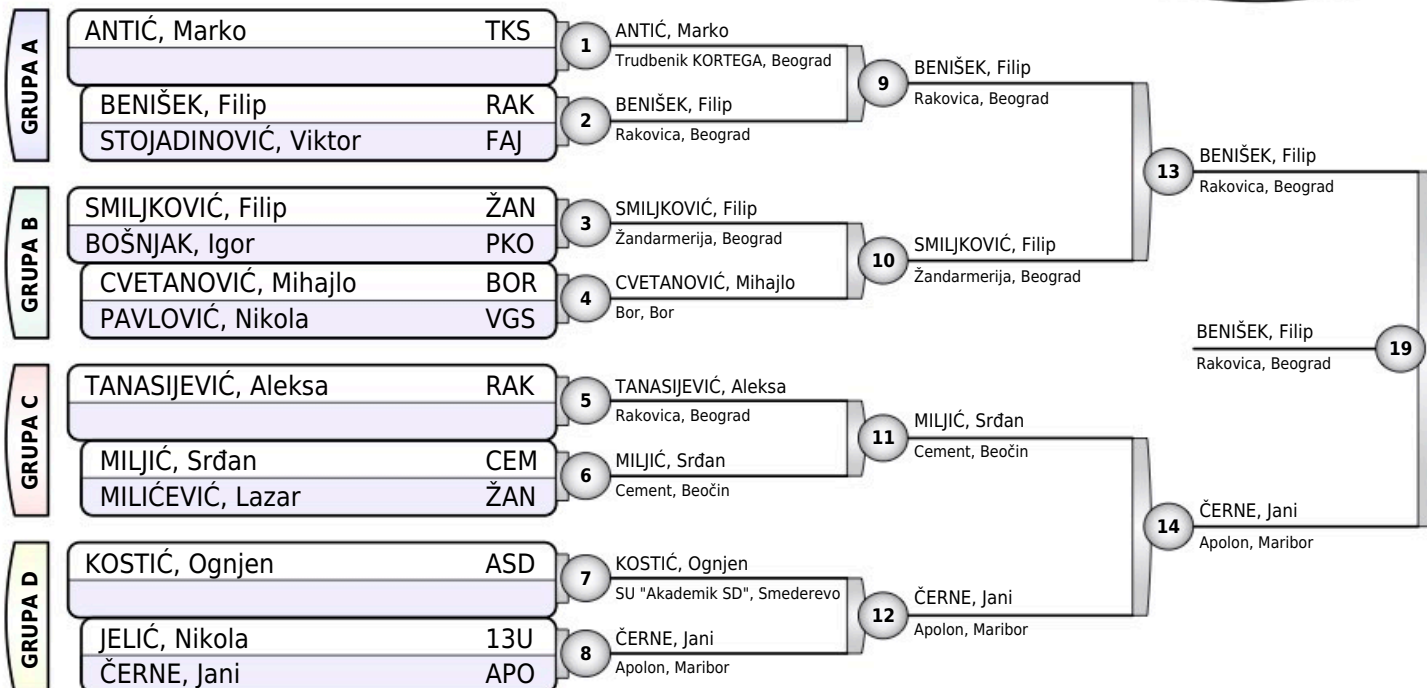 GRUPA A
ANTIĆ, Marko TKS
BENIŠEK, Filip RAK
STOJADINOVIĆ, Viktor FAJ
GRUPA B
SMILJKOVIĆ, Filip ŽAN
BOŠNJAK, Igor PKO
CVETANOVIĆ, Mihajlo BOR
PAVLOVIĆ, Nikola VGS
GRUPA C
TANASIJEVIĆ, Aleksa RAK
MILJIĆ, Srđan CEM
MILIĆEVIĆ, Lazar ŽAN
GRUPA D
KOSTIĆ, Ognjen ASD
JELIĆ, Nikola 13U
ČERNE, Jani APO
1
ANTIĆ, Marko
Trudbenik KORTEGA, Beograd
2
BENIŠEK, Filip
Rakovica, Beograd
3
SMILJKOVIĆ, Filip
Žandarmerija, Beograd
4
CVETANOVIĆ, Mihajlo
Bor, Bor
5
TANASIJEVIĆ, Aleksa
Rakovica, Beograd
6
MILJIĆ, Srđan
Cement, Beočin
7
KOSTIĆ, Ognjen
SU "Akademik SD", Smederevo
8
ČERNE, Jani
Apolon, Maribor
9
BENIŠEK, Filip
Rakovica, Beograd
10
SMILJKOVIĆ, Filip
Žandarmerija, Beograd
11
MILJIĆ, Srđan
Cement, Beočin
12
ČERNE, Jani
Apolon, Maribor
13
BENIŠEK, Filip
Rakovica, Beograd
14
ČERNE, Jani
Apolon, Maribor
BENIŠEK, Filip
Rakovica, Beograd
19